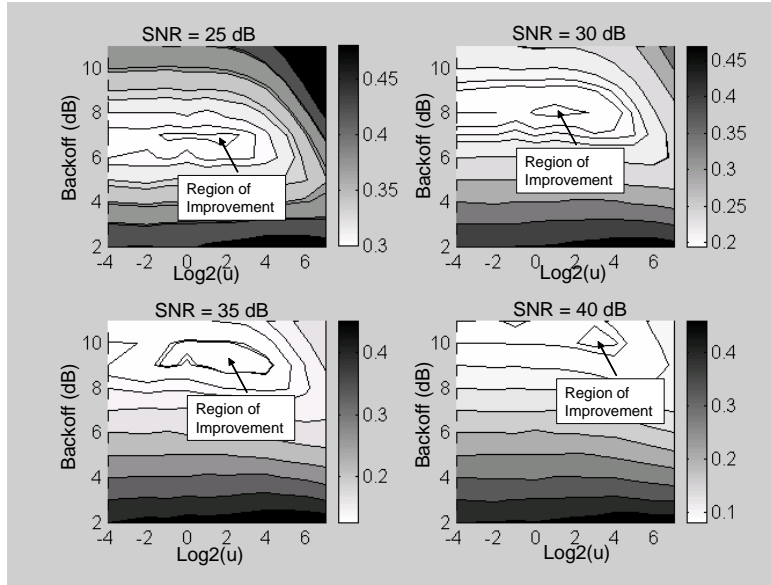 SNR = 25 dB
10
8
6
4
2
Backoff (dB)
Region of
Improvement
-4 -2 0 2 4 6
Log2(u)
0.45
0.4
0.35
0.3
SNR = 30 dB
10
8
6
4
2
Backoff (dB)
Region of
Improvement
-4 -2 0 2 4 6
Log2(u)
0.45
0.4
0.35
0.3
0.25
0.2
SNR = 35 dB
10
8
6
4
2
Backoff (dB)
Region of
Improvement
-4 -2 0 2 4 6
Log2(u)
0.4
0.3
0.2
SNR = 40 dB
10
8
6
4
2
Backoff (dB)
Region of
Improvement
-4 -2 0 2 4 6
Log2(u)
0.4
0.3
0.2
0.1